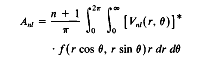 A_{nl} = \frac{n + 1}{\pi} \int_0^{2\pi} \int_0^{\infty} [V_{nl}(r, \theta)]^*
\cdot f(r \cos \theta, r \sin \theta) r \, dr \, d\theta